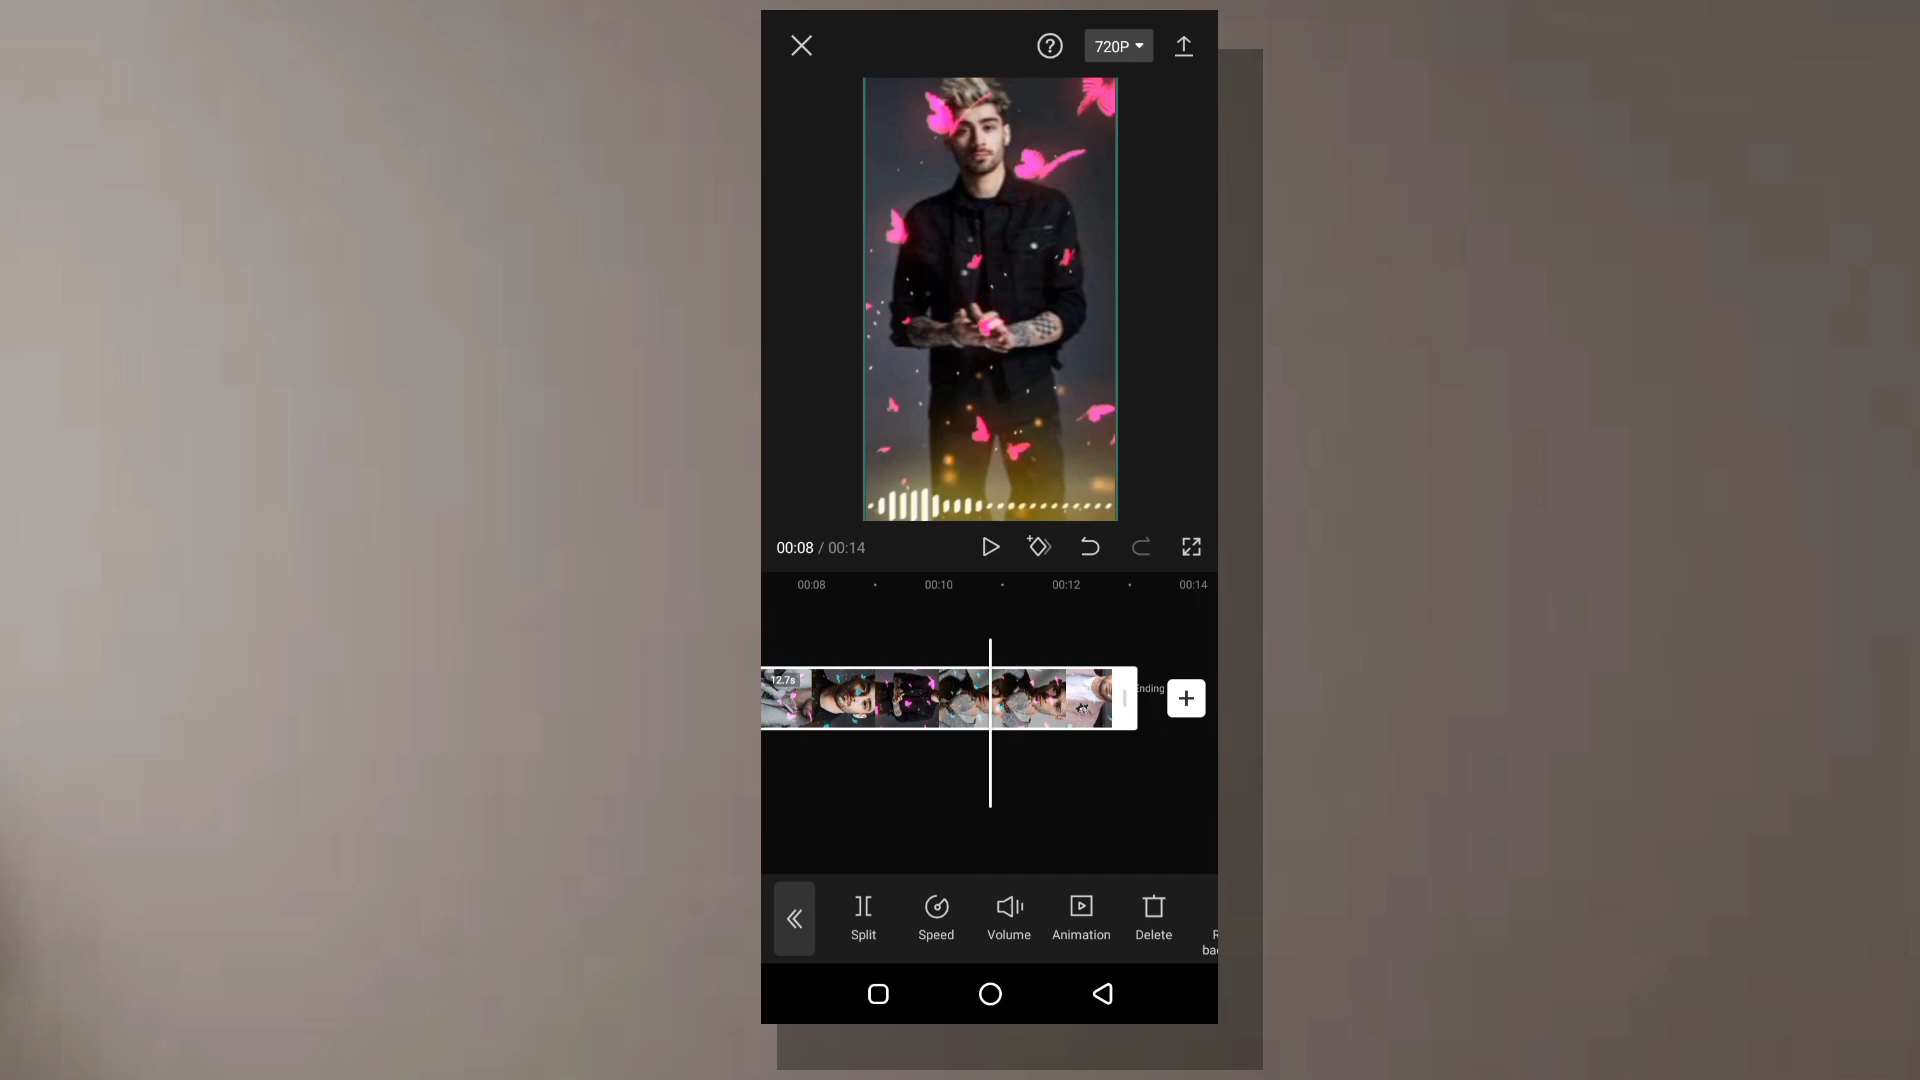 720P
00:08 / 00:14
00:08 00:10 00:12 00:14
12.7s
Ending
Split Speed Volume Animation Delete